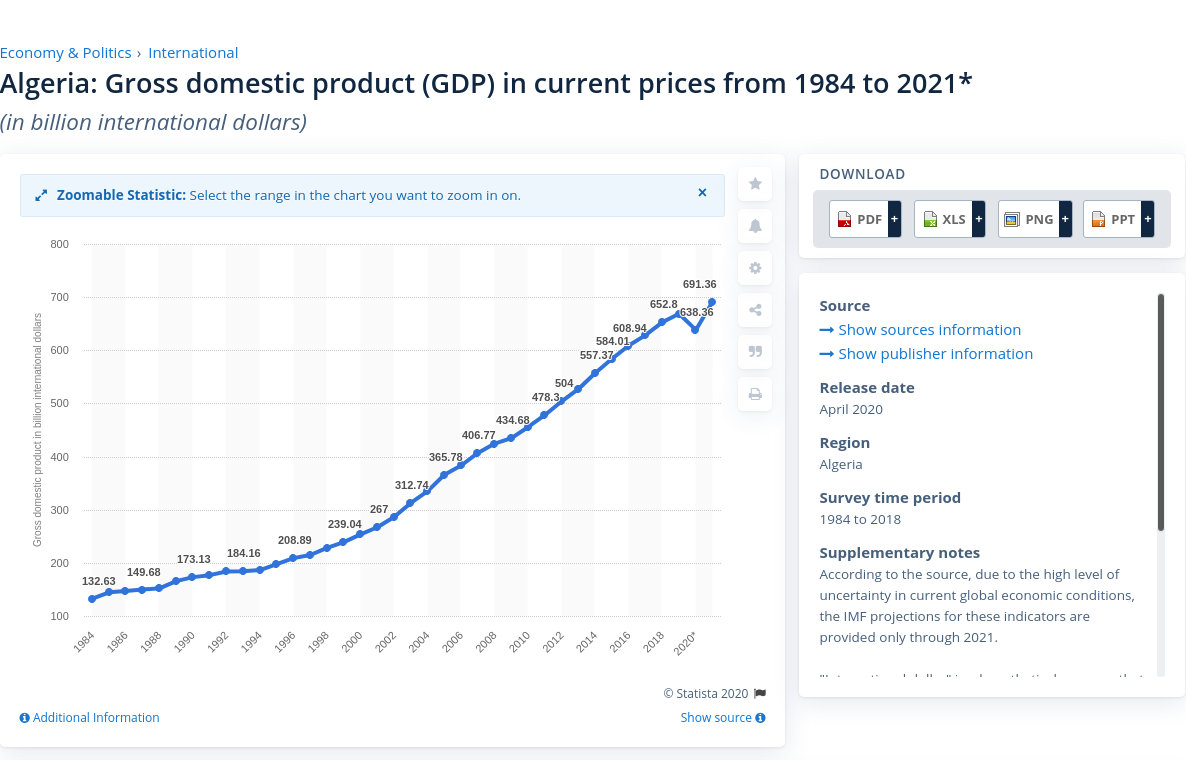 Economy & Politics › International
Algeria: Gross domestic product (GDP) in current prices from 1984 to 2021*
(in billion international dollars)
Zoomable Statistic: Select the range in the chart you want to zoom in on.
×
Gross domestic product in billion international dollars
800
700
600
500
400
300
200
100
132.63
149.68
173.13
184.16
208.89
239.04
267
312.74
365.78
406.77
434.68
478.3
504
557.37
584.01
608.94
652.8
638.36
691.36
1984
1986
1988
1990
1992
1994
1996
1998
2000
2002
2004
2006
2008
2010
2012
2014
2016
2018
2020*
© Statista 2020
Additional Information
Show source
DOWNLOAD
PDF +
XLS +
PNG +
PPT +
Source
Show sources information
Show publisher information
Release date
April 2020
Region
Algeria
Survey time period
1984 to 2018
Supplementary notes
According to the source, due to the high level of
uncertainty in current global economic conditions,
the IMF projections for these indicators are
provided only through 2021.